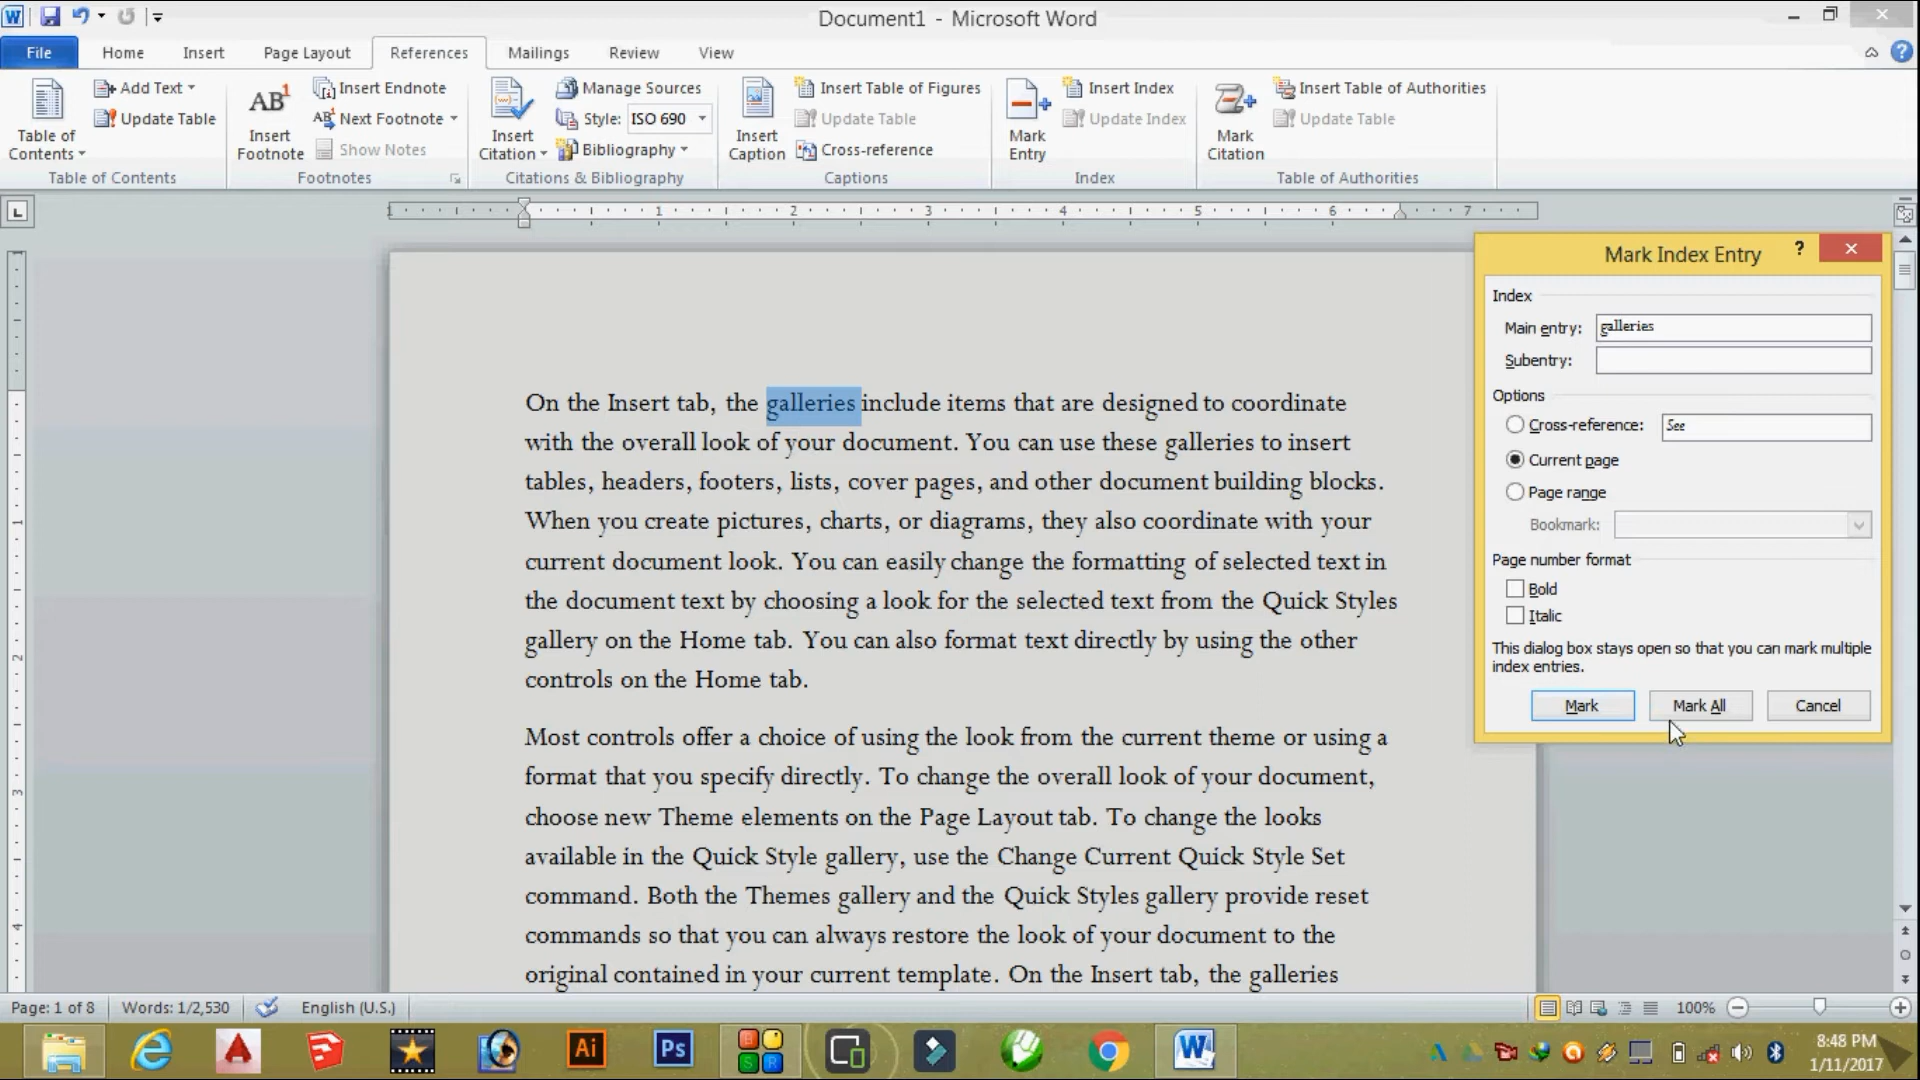 Document1 - Microsoft Word
File Home Insert Page Layout References Mailings Review View
Table of Contents
Add Text
Update Table
Table of Contents
AB1
Insert Footnote
Insert Endnote
Next Footnote
Show Notes
Footnotes
Insert Citation
Manage Sources
Style: ISO 690
Bibliography
Citations & Bibliography
Insert Caption
Insert Table of Figures
Update Table
Cross-reference
Captions
Mark Entry
Insert Index
Update Index
Index
Mark Citation
Insert Table of Authorities
Update Table
Table of Authorities
1 1 2 3 4 5 6 7
On the Insert tab, the galleries include items that are designed to coordinate
with the overall look of your document. You can use these galleries to insert
tables, headers, footers, lists, cover pages, and other document building blocks.
When you create pictures, charts, or diagrams, they also coordinate with your
current document look. You can easily change the formatting of selected text in
the document text by choosing a look for the selected text from the Quick Styles
gallery on the Home tab. You can also format text directly by using the other
controls on the Home tab.
Most controls offer a choice of using the look from the current theme or using a
format that you specify directly. To change the overall look of your document,
choose new Theme elements on the Page Layout tab. To change the looks
available in the Quick Style gallery, use the Change Current Quick Style Set
command. Both the Themes gallery and the Quick Styles gallery provide reset
commands so that you can always restore the look of your document to the
original contained in your current template. On the Insert tab, the galleries
Mark Index Entry
Index
Main entry: galleries
Subentry:
Options
Cross-reference: See
Current page
Page range
Bookmark:
Page number format
Bold
Italic
This dialog box stays open so that you can mark multiple
index entries.
Mark Mark All Cancel
Page: 1 of 8 Words: 1/2,530 English (U.S.) 100%
Ai Ps
8:48 PM
1/11/2017